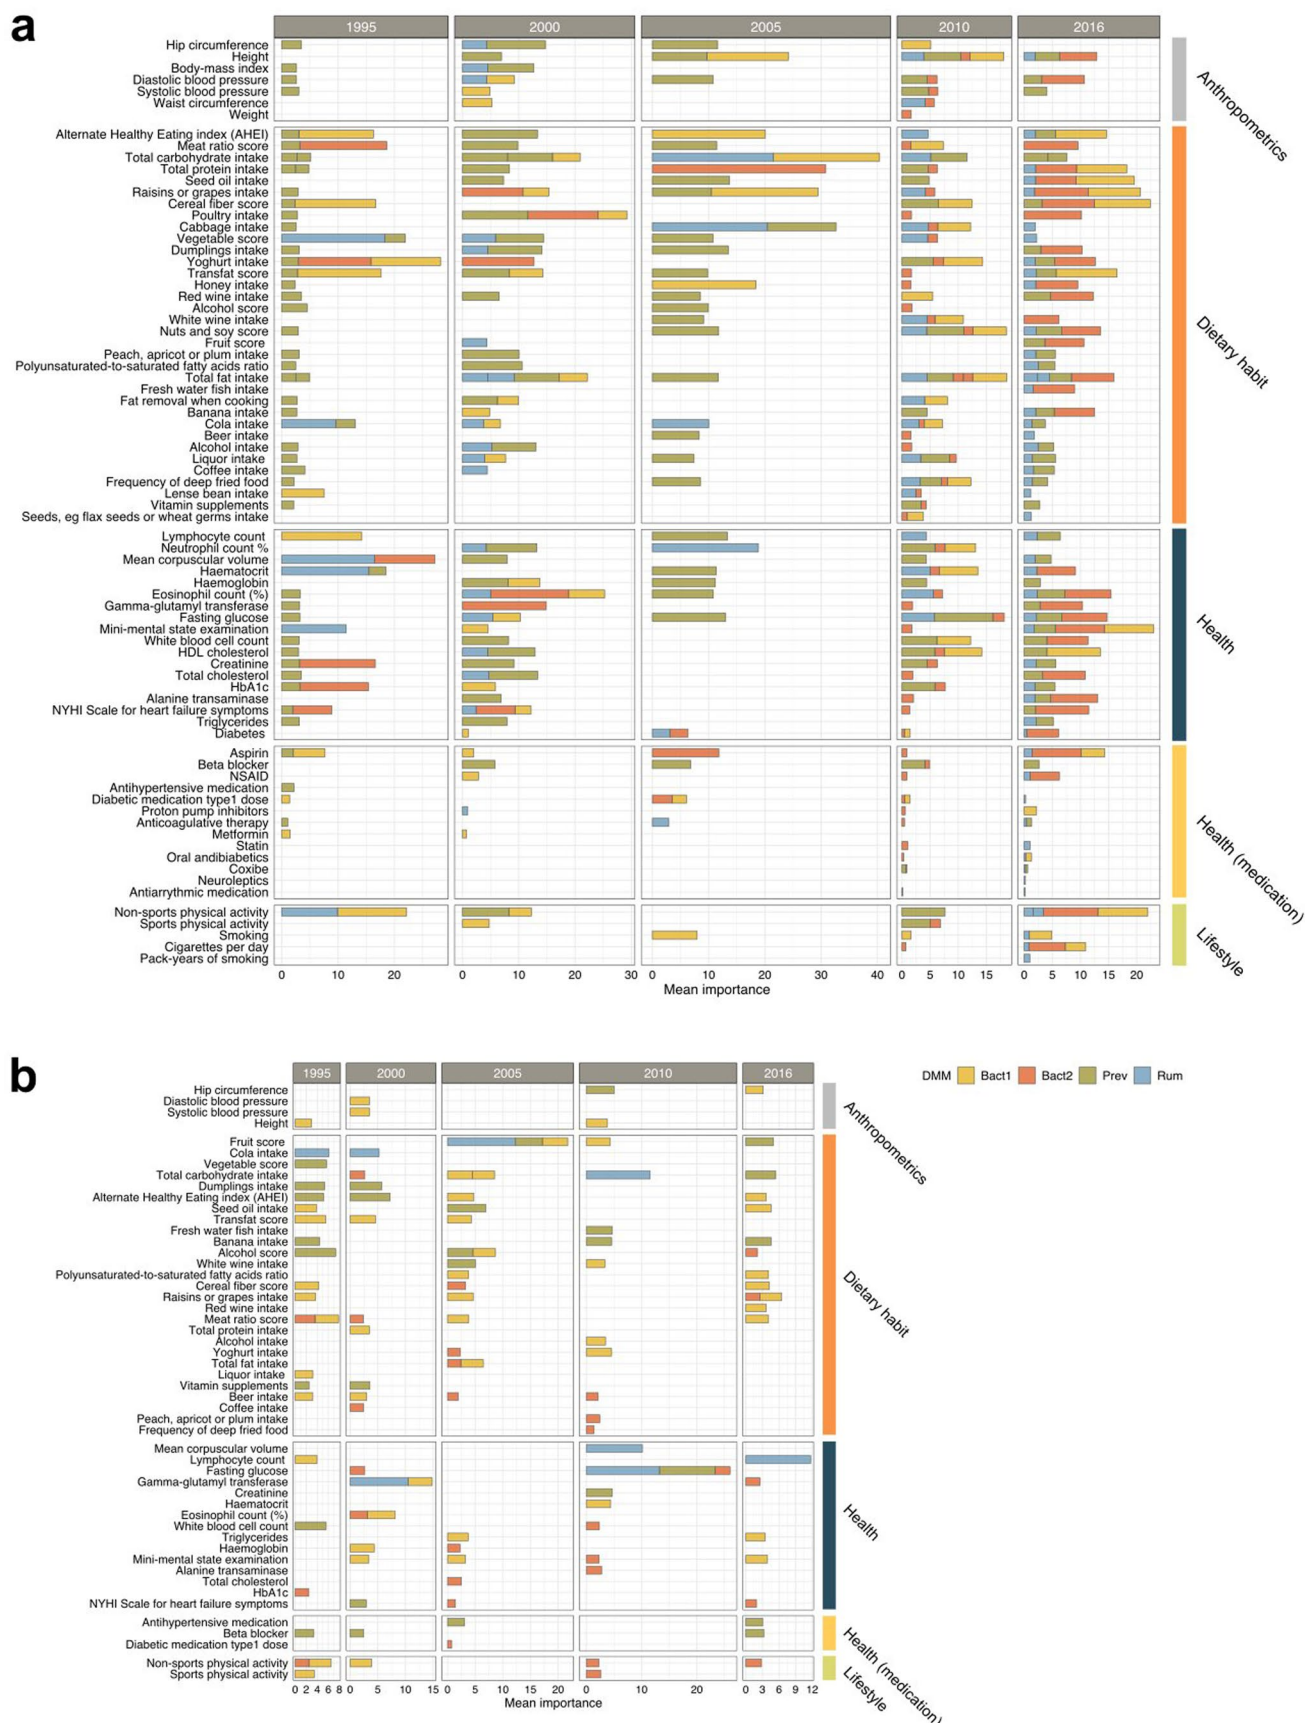 a
1995 2000 2005 2010 2016
Hip circumference
Height
Body-mass index
Diastolic blood pressure
Systolic blood pressure
Waist circumference
Weight
Anthropometrics
Alternate Healthy Eating index (AHEI)
Meat ratio score
Total carbohydrate intake
Total protein intake
Seed oil intake
Raisins or grapes intake
Cereal fiber score
Poultry intake
Cabbage intake
Vegetable score
Dumplings intake
Yoghurt intake
Transfat score
Honey intake
Red wine intake
Alcohol score
White wine intake
Nuts and soy score
Fruit score
Peach, apricot or plum intake
Polyunsaturated-to-saturated fatty acids ratio
Total fat intake
Fresh water fish intake
Fat removal when cooking
Banana intake
Cola intake
Beer intake
Alcohol intake
Liquor intake
Coffee intake
Frequency of deep fried food
Lense bean intake
Vitamin supplements
Seeds, eg flax seeds or wheat germs intake
Dietary habit
Lymphocyte count
Neutrophil count %
Mean corpuscular volume
Haematocrit
Haemoglobin
Eosinophil count (%)
Gamma-glutamyl transferase
Fasting glucose
Mini-mental state examination
White blood cell count
HDL cholesterol
Creatinine
Total cholesterol
HbA1c
Alanine transaminase
NYHI Scale for heart failure symptoms
Triglycerides
Diabetes
Health
Aspirin
Beta blocker
NSAID
Antihypertensive medication
Diabetic medication type1 dose
Proton pump inhibitors
Anticoagulative therapy
Metformin
Statin
Oral andibiabetics
Coxibe
Neuroleptics
Antiarrythmic medication
Health (medication)
Non-sports physical activity
Sports physical activity
Smoking
Cigarettes per day
Pack-years of smoking
Lifestyle
0 10 20 0 10 20 30 0 10 20 30 40 0 5 10 15 0 5 10 15 20
Mean importance
b
1995 2000 2005 2010 2016
DMM Bact1 Bact2 Prev Rum
Hip circumference
Diastolic blood pressure
Systolic blood pressure
Height
Anthropometrics
Fruit score
Cola intake
Vegetable score
Total carbohydrate intake
Dumplings intake
Alternate Healthy Eating index (AHEI)
Seed oil intake
Transfat score
Fresh water fish intake
Banana intake
Alcohol score
White wine intake
Polyunsaturated-to-saturated fatty acids ratio
Cereal fiber score
Raisins or grapes intake
Red wine intake
Meat ratio score
Total protein intake
Alcohol intake
Yoghurt intake
Total fat intake
Liquor intake
Vitamin supplements
Beer intake
Coffee intake
Peach, apricot or plum intake
Frequency of deep fried food
Dietary habit
Mean corpuscular volume
Lymphocyte count
Fasting glucose
Gamma-glutamyl transferase
Creatinine
Haematocrit
Eosinophil count (%)
White blood cell count
Triglycerides
Haemoglobin
Mini-mental state examination
Alanine transaminase
Total cholesterol
HbA1c
NYHI Scale for heart failure symptoms
Health
Antihypertensive medication
Beta blocker
Diabetic medication type1 dose
Health (medication)
Non-sports physical activity
Sports physical activity
Lifestyle
0 2 4 6 8 0 5 10 15 0 5 10 15 20 0 10 20 0 3 6 9 12
Mean importance